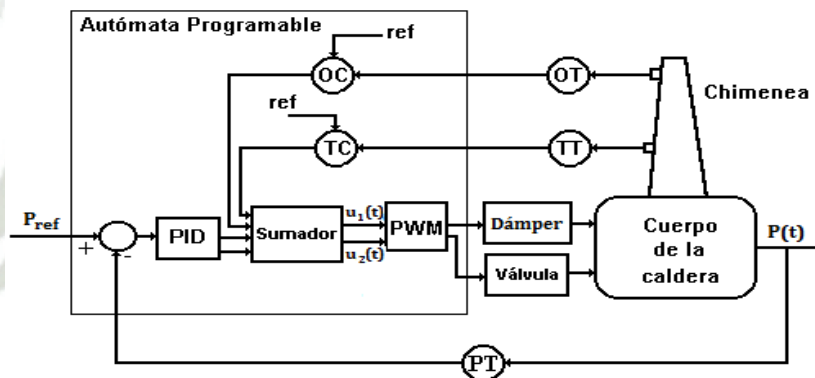 Autómata Programable
ref
OC
OT
Chimenea
ref
TC
TT
P_ref
+
-
PID
Sumador
u₁(t)
u₂(t)
PWM
Dámper
Válvula
Cuerpo
de la
caldera
P(t)
PT